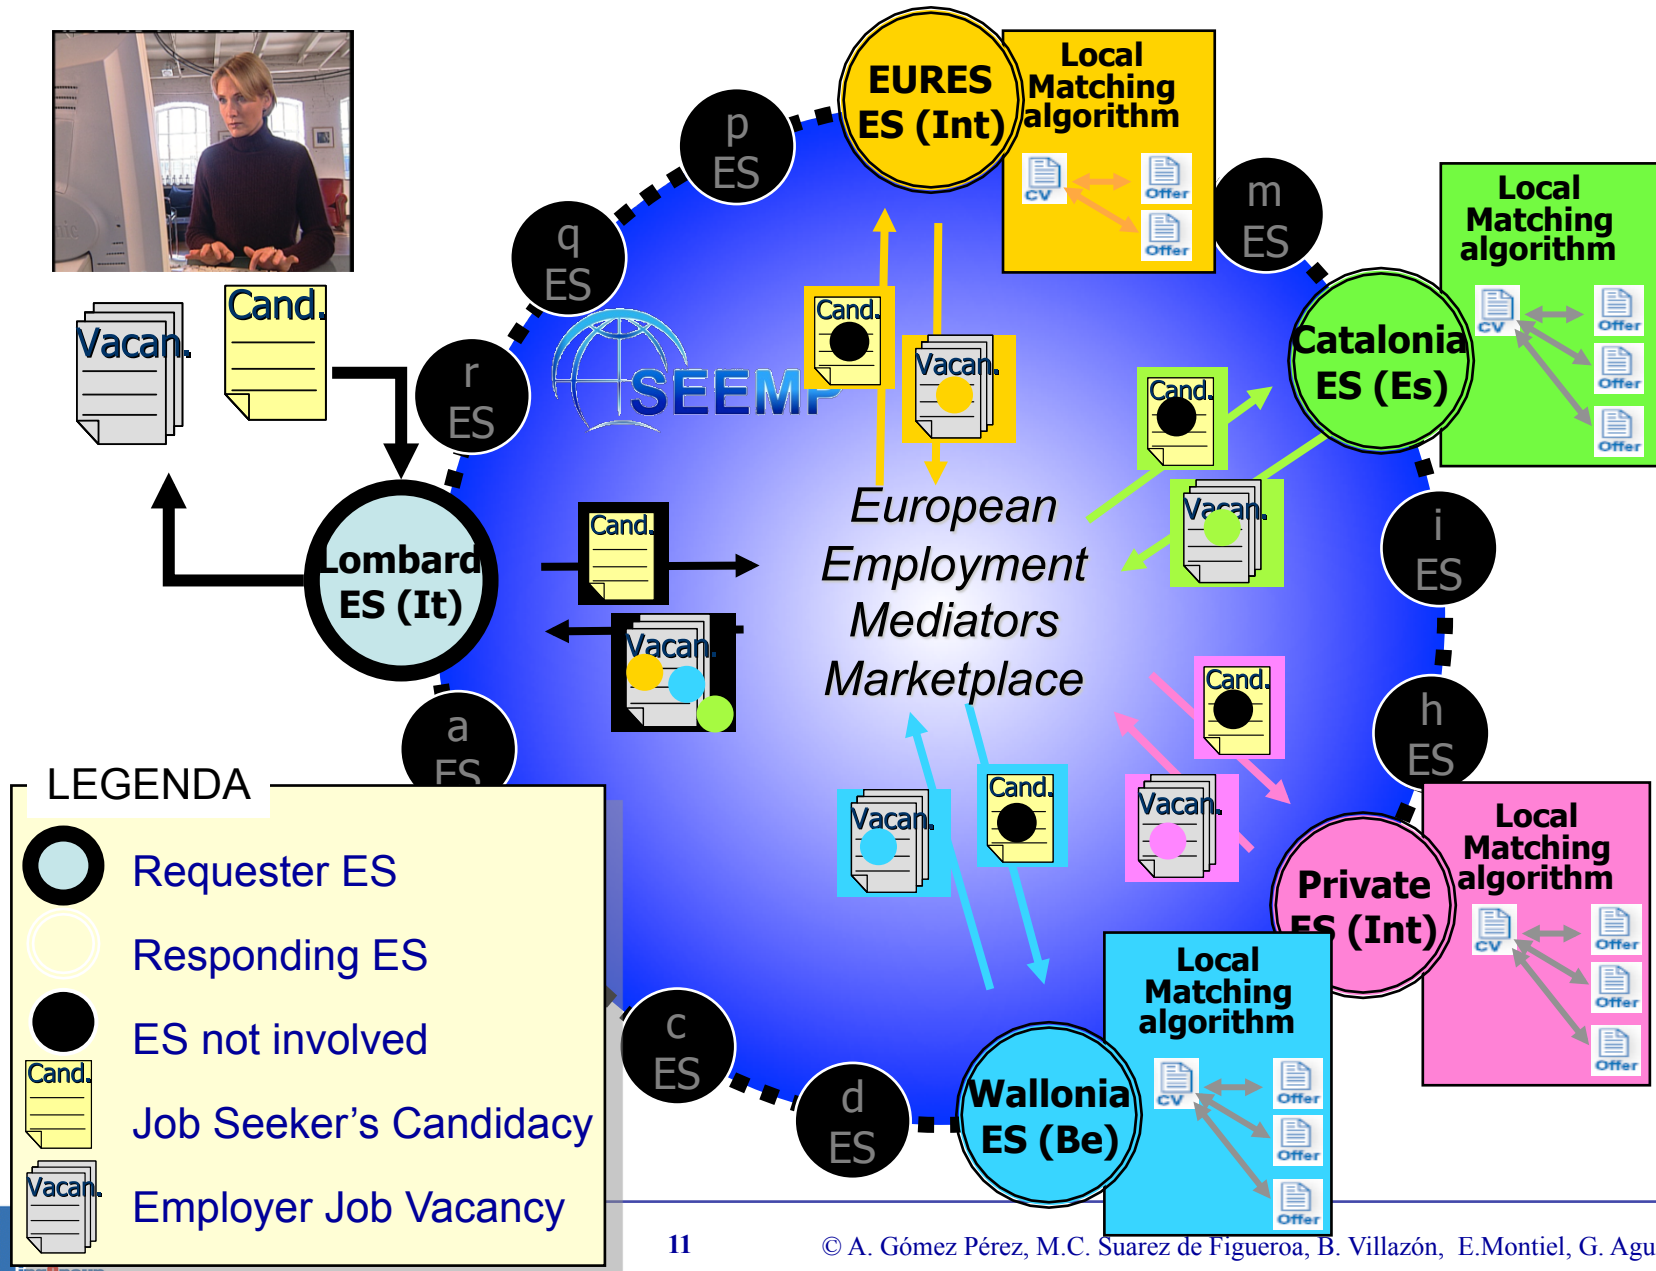 EURES
ES (Int)
Local
Matching
algorithm
CV
Offer
Offer
p
ES
m
ES
q
ES
Local
Matching
algorithm
CV
Offer
Offer
Offer
Catalonia
ES (Es)
Cand.
Vacan.
Cand.
Vacan.
r
ES
SEEMP
Cand.
Vacan.
European
Employment
Mediators
Marketplace
Lombard
ES (It)
Cand.
Vacan.
i
ES
Cand.
Vacan.
h
ES
a
ES
Cand.
Vacan.
Private
ES (Int)
Local
Matching
algorithm
CV
Offer
Offer
Offer
Local
Matching
algorithm
CV
Offer
Offer
Offer
Wallonia
ES (Be)
c
ES
d
ES
LEGENDA
Requester ES
Responding ES
ES not involved
Cand.
Job Seeker’s Candidacy
Vacan.
Employer Job Vacancy
11
© A. Gómez Pérez, M.C. Suarez de Figueroa, B. Villazón, E.Montiel, G. Agu